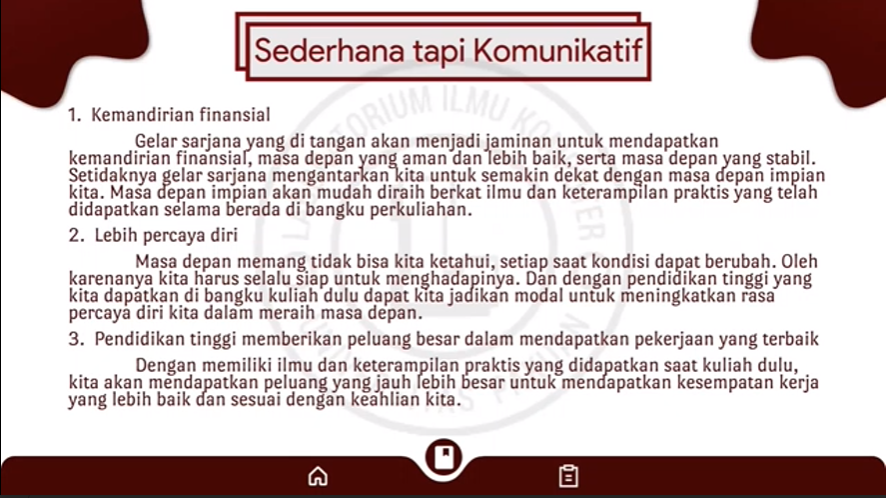 Sederhana tapi Komunikatif
1. Kemandirian finansial
Gelar sarjana yang di tangan akan menjadi jaminan untuk mendapatkan
kemandirian finansial, masa depan yang aman dan lebih baik, serta masa depan yang stabil.
Setidaknya gelar sarjana mengantarkan kita untuk semakin dekat dengan masa depan impian
kita. Masa depan impian akan mudah diraih berkat ilmu dan keterampilan praktis yang telah
didapatkan selama berada di bangku perkuliahan.
2. Lebih percaya diri
Masa depan memang tidak bisa kita ketahui, setiap saat kondisi dapat berubah. Oleh
karenanya kita harus selalu siap untuk menghadapinya. Dan dengan pendidikan tinggi yang
kita dapatkan di bangku kuliah dulu dapat kita jadikan modal untuk meningkatkan rasa
percaya diri kita dalam meraih masa depan.
3. Pendidikan tinggi memberikan peluang besar dalam mendapatkan pekerjaan yang terbaik
Dengan memiliki ilmu dan keterampilan praktis yang didapatkan saat kuliah dulu,
kita akan mendapatkan peluang yang jauh lebih besar untuk mendapatkan kesempatan kerja
yang lebih baik dan sesuai dengan keahlian kita.